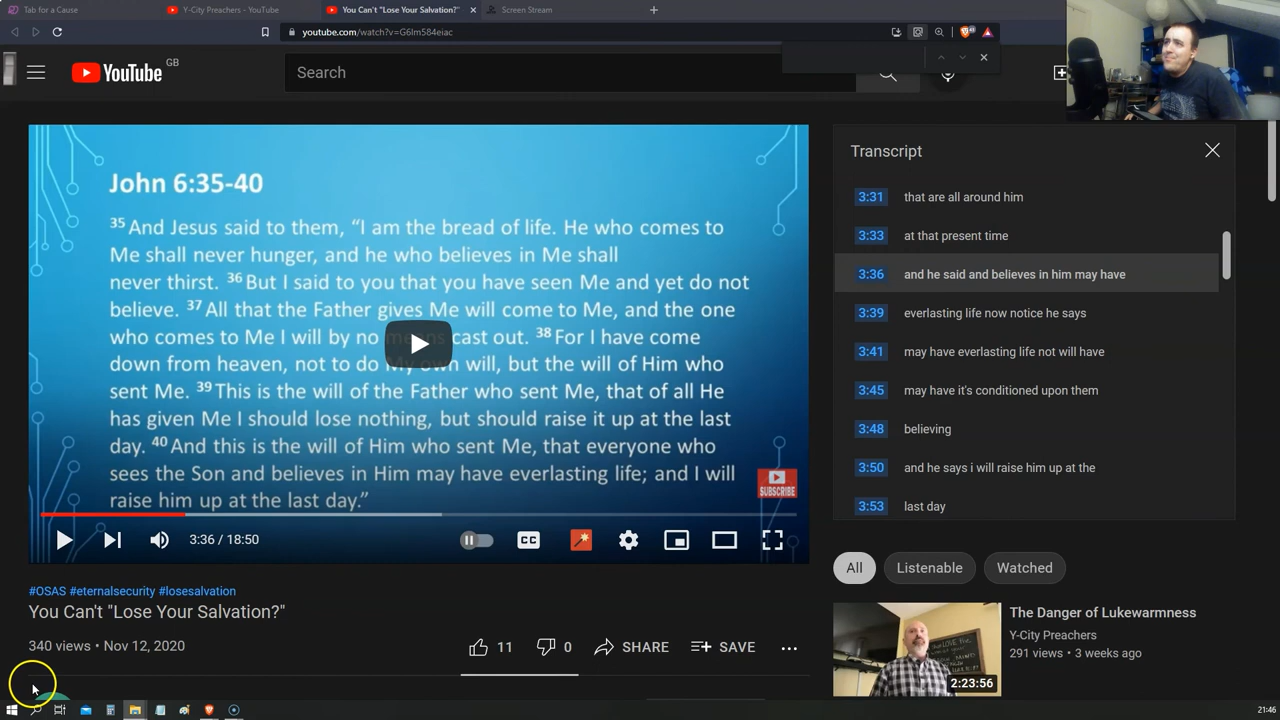 Tab for a Cause
Y-City Preachers - YouTube
You Can't "Lose Your Salvation?"
Screen Stream
youtube.com/watch?v=G6lm584eiac
YouTube GB
Search
John 6:35-40
35 And Jesus said to them, “I am the bread of life. He who comes to
Me shall never hunger, and he who believes in Me shall
never thirst. 36 But I said to you that you have seen Me and yet do not
believe. 37 All that the Father gives Me will come to Me, and the one
who comes to Me I will by no means cast out. 38 For I have come
down from heaven, not to do My own will, but the will of Him who
sent Me. 39 This is the will of the Father who sent Me, that of all He
has given Me I should lose nothing, but should raise it up at the last
day. 40 And this is the will of Him who sent Me, that everyone who
sees the Son and believes in Him may have everlasting life; and I will
raise him up at the last day.”
SUBSCRIBE
3:36 / 18:50
CC
#OSAS #eternalsecurity #losesalvation
You Can't "Lose Your Salvation?"
340 views • Nov 12, 2020
11
0
SHARE
SAVE
Transcript
3:31 that are all around him
3:33 at that present time
3:36 and he said and believes in him may have
3:39 everlasting life now notice he says
3:41 may have everlasting life not will have
3:45 may have it's conditioned upon them
3:48 believing
3:50 and he says i will raise him up at the
3:53 last day
All
Listenable
Watched
The Danger of Lukewarmness
Y-City Preachers
291 views • 3 weeks ago
2:23:56
21:46